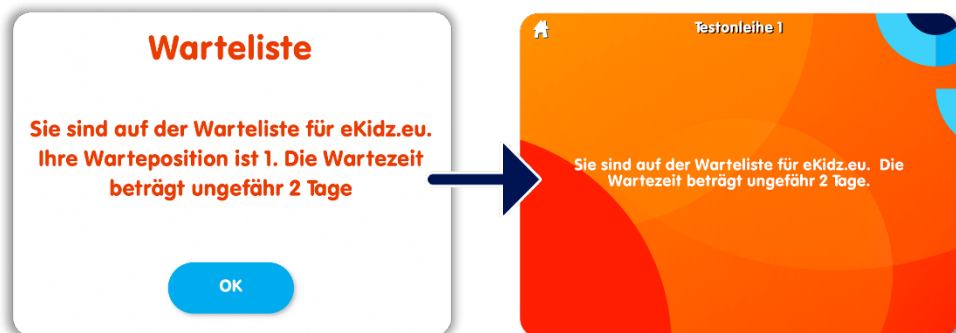 Warteliste
Sie sind auf der Warteliste für eKidz.eu.
Ihre Warteposition ist 1. Die Wartezeit
beträgt ungefähr 2 Tage
OK
Testonleihe 1
Sie sind auf der Warteliste für eKidz.eu. Die
Wartezeit beträgt ungefähr 2 Tage.